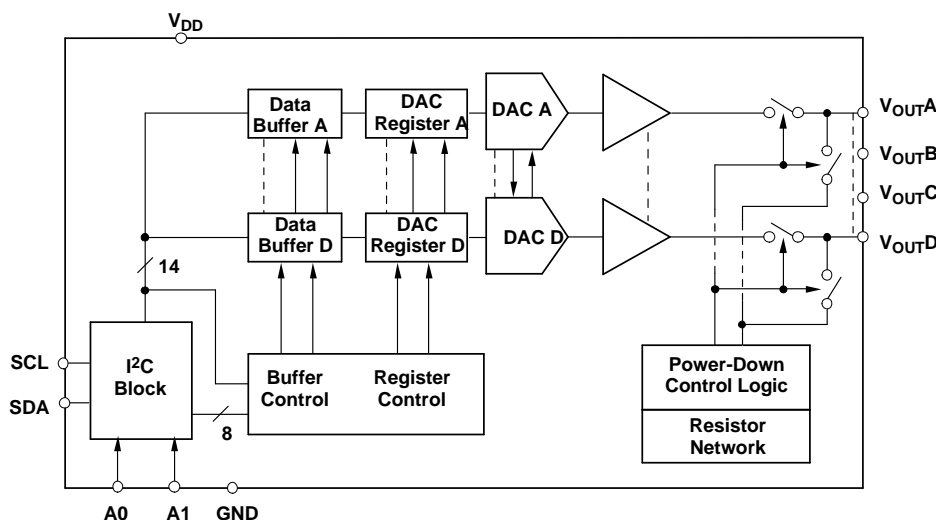 VDD
Data
Buffer A
DAC
Register A
DAC A
VOUTA
VOUTB
VOUTC
Data
Buffer D
DAC
Register D
DAC D
VOUTD
14
SCL
SDA
I²C
Block
8
Buffer
Control
Register
Control
Power-Down
Control Logic
Resistor
Network
A0
A1
GND